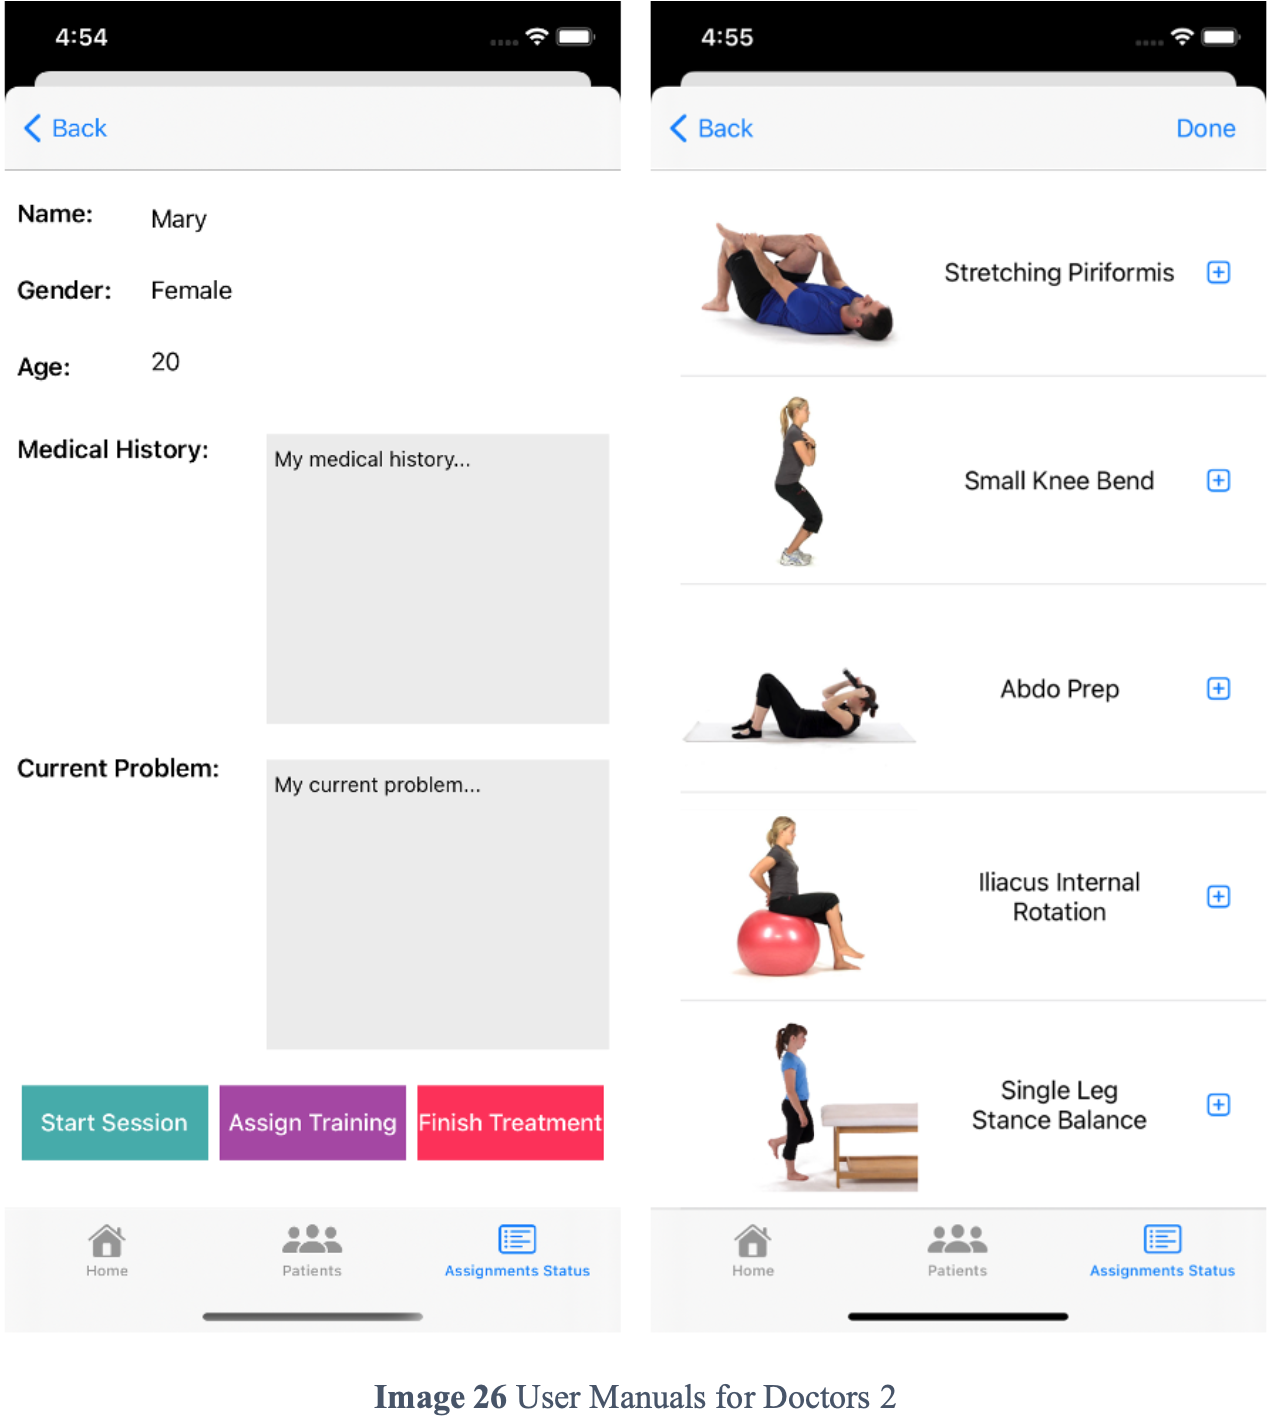 4:54
Back
Name: Mary
Gender: Female
Age: 20
Medical History: My medical history...
Current Problem: My current problem...
Start Session Assign Training Finish Treatment
Home Patients Assignments Status
4:55
Back Done
Stretching Piriformis
Small Knee Bend
Abdo Prep
Iliacus Internal
Rotation
Single Leg
Stance Balance
Home Patients Assignments Status
Image 26 User Manuals for Doctors 2